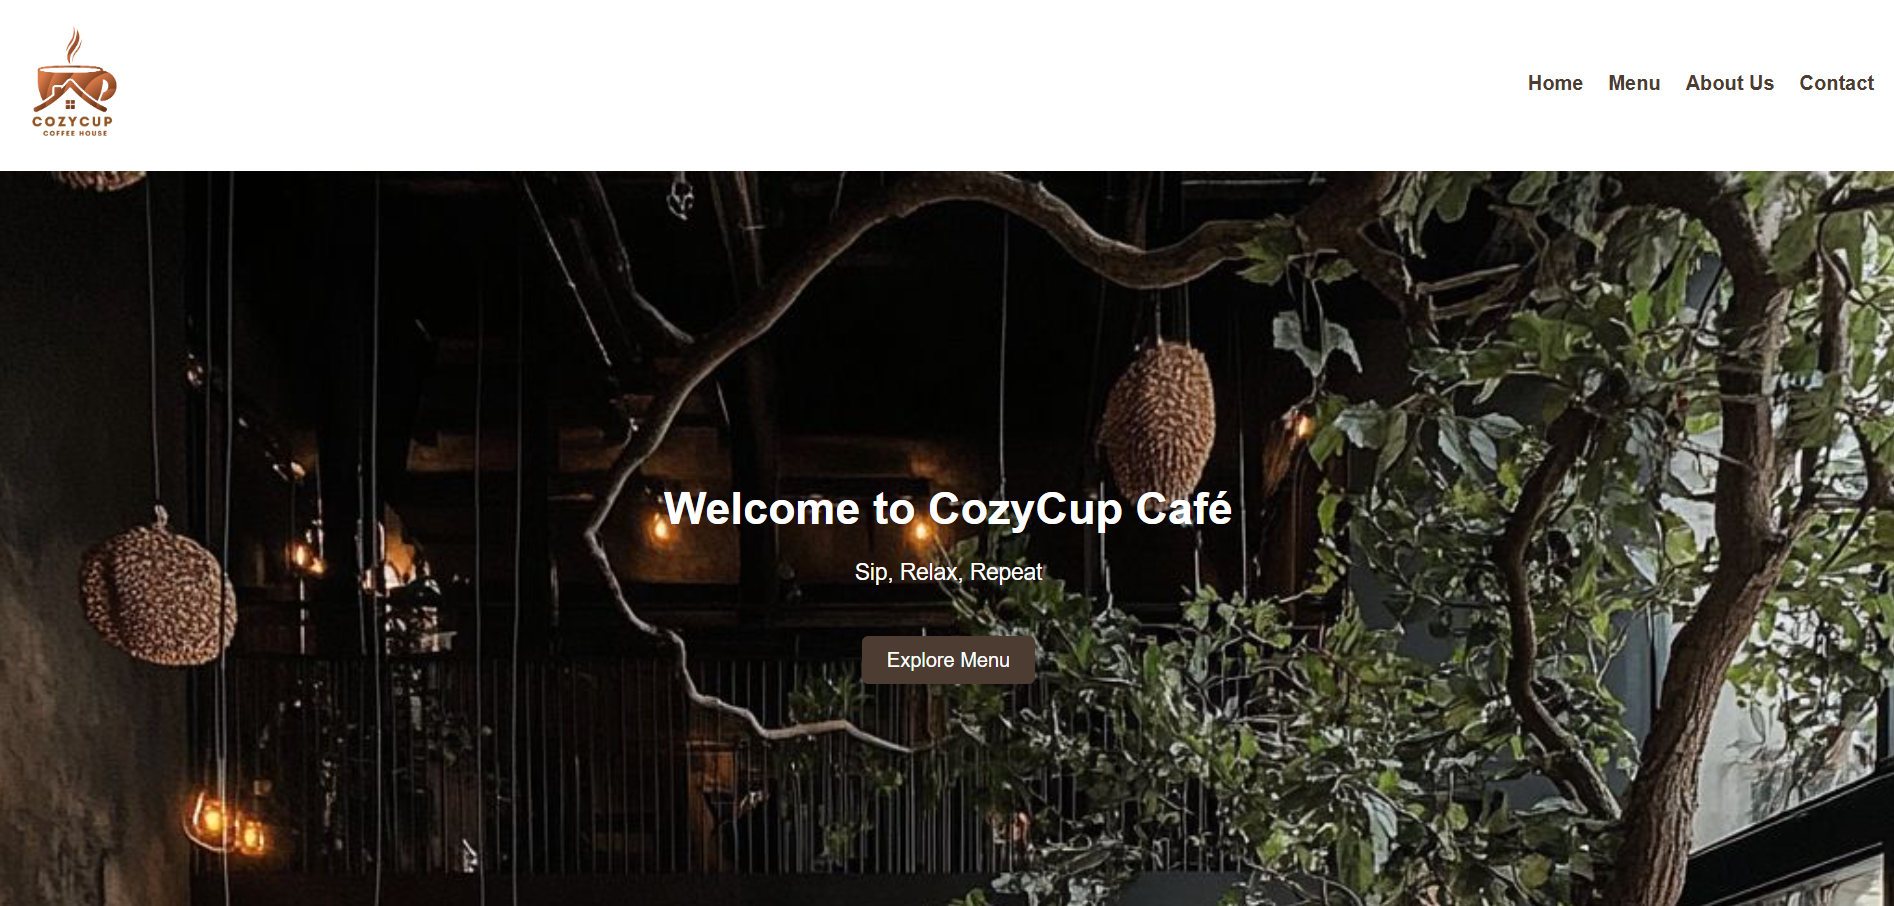 COZYCUP
COFFEE HOUSE
Home Menu About Us Contact
Welcome to CozyCup Café
Sip, Relax, Repeat
Explore Menu